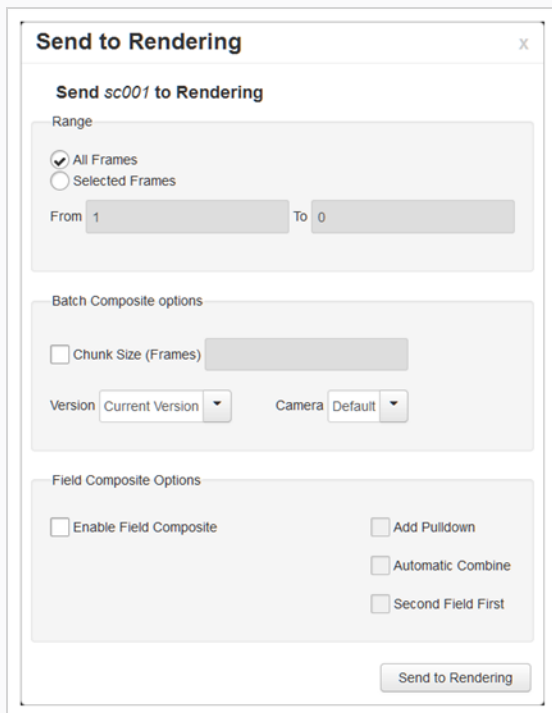 Send to Rendering
x
Send sc001 to Rendering
Range
All Frames
Selected Frames
From 1 To 0
Batch Composite options
Chunk Size (Frames)
Version Current Version Camera Default
Field Composite Options
Enable Field Composite Add Pulldown
Automatic Combine
Second Field First
Send to Rendering